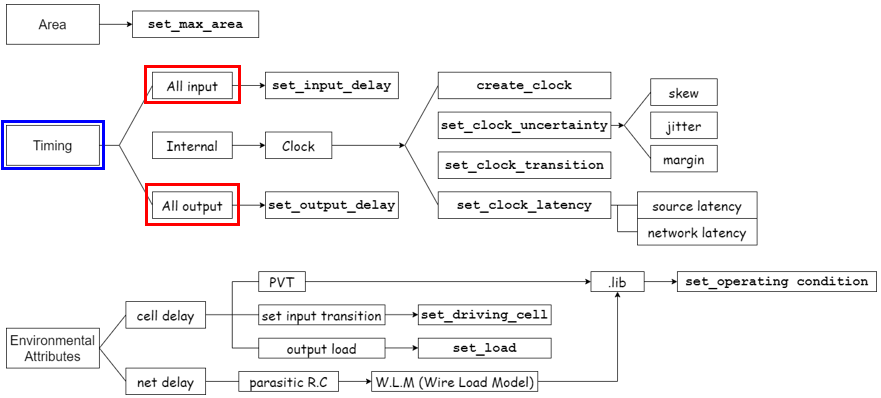 Area
set_max_area
Timing
All input
set_input_delay
Internal
Clock
All output
set_output_delay
create_clock
set_clock_uncertainty
skew
jitter
margin
set_clock_transition
set_clock_latency
source latency
network latency
Environmental
Attributes
cell delay
PVT
.lib
set_operating condition
set input transition
set_driving_cell
output load
set_load
net delay
parasitic R.C
W.L.M (Wire Load Model)